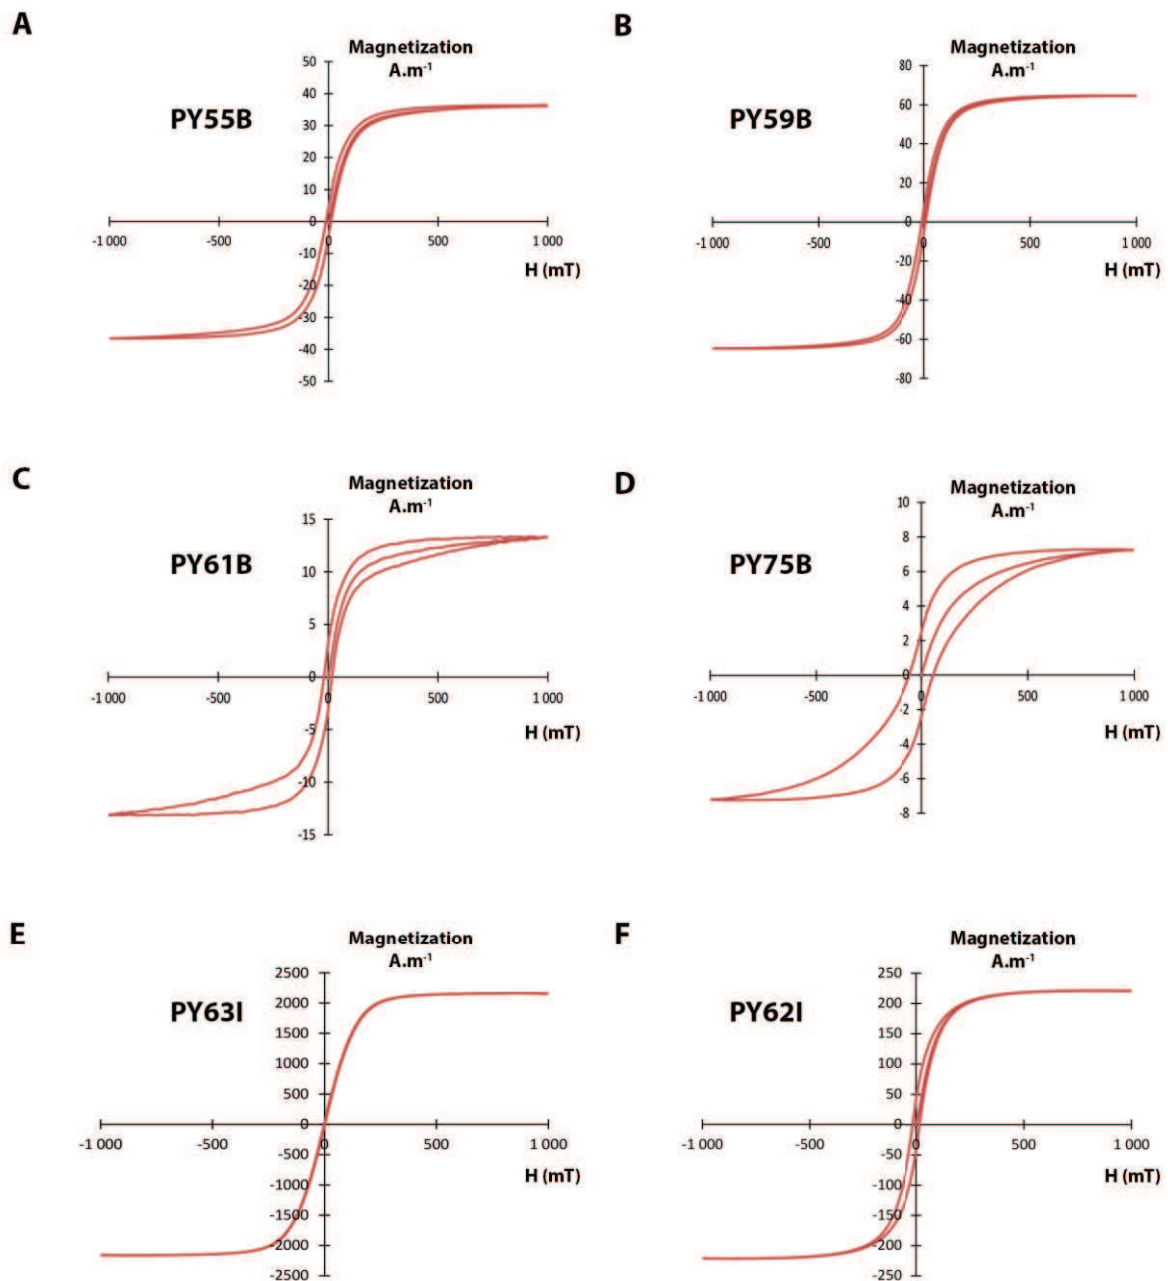 A
Magnetization
A.m⁻¹
PY55B
50
40
30
20
10
0
-10
-20
-30
-40
-50
-1 000
-500
0
500
1 000
H (mT)
B
Magnetization
A.m⁻¹
PY59B
80
60
40
20
0
-20
-40
-60
-80
-1 000
-500
0
500
1 000
H (mT)
C
Magnetization
A.m⁻¹
PY61B
15
10
5
0
-5
-10
-15
-1 000
-500
0
500
1 000
H (mT)
D
Magnetization
A.m⁻¹
PY75B
10
8
6
4
2
0
-2
-4
-6
-8
-1 000
-500
0
500
1 000
H (mT)
E
Magnetization
A.m⁻¹
PY63I
2500
2000
1500
1000
500
0
-500
-1000
-1500
-2000
-2500
-1 000
-500
0
500
1 000
H (mT)
F
Magnetization
A.m⁻¹
PY62I
250
200
150
100
50
0
-50
-100
-150
-200
-250
-1 000
-500
0
500
1 000
H (mT)